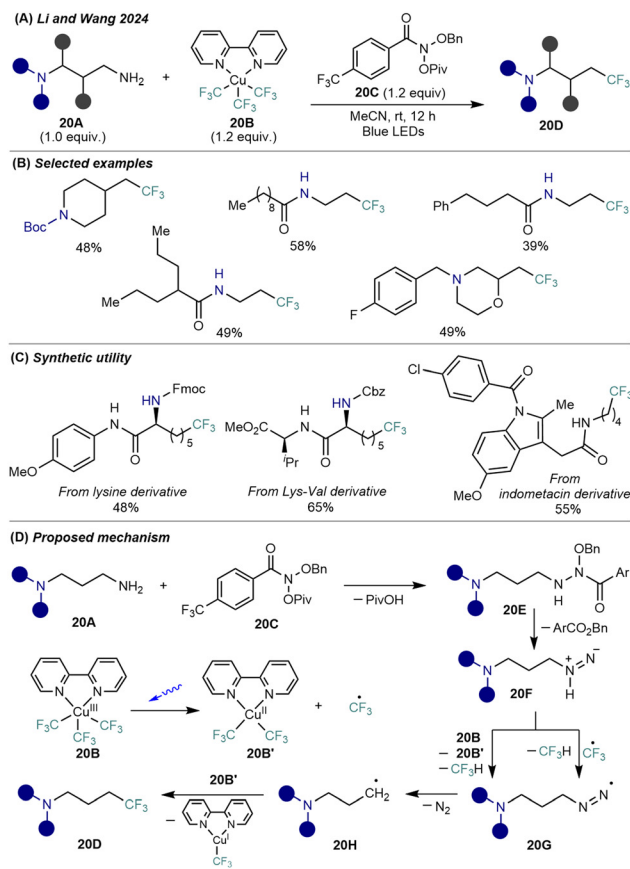 (A) Li and Wang 2024
N
NH2
20A
(1.0 equiv.)
+
N N
Cu
F3C CF3
CF3
20B
(1.2 equiv.)
O
N OBn
OPiv
F3C
20C (1.2 equiv)
MeCN, rt, 12 h
Blue LEDs
N
CF3
20D
(B) Selected examples
N
Boc
CF3
48%
Me ( )8
O
H
N
CF3
58%
Ph
O
H
N
CF3
39%
Me
Me
O
H
N
CF3
49%
F
N
O
CF3
49%
(C) Synthetic utility
MeO
H
N
O
HN Fmoc
( )5 CF3
From lysine derivative
48%
MeO2C
iPr
H
N
O
HN Cbz
( )5 CF3
From Lys-Val derivative
65%
Cl
O
N
Me
MeO
HN ( )4
CF3
O
From
indometacin derivative
55%
(D) Proposed mechanism
N
NH2
20A
+
O
N OBn
OPiv
F3C
20C
– PivOH
N
N
H
OBn
N Ar
O
20E
– ArCO2Bn
N
20F
N+
H
N–
N N
CuIII
F3C CF3
CF3
20B
N N
CuII
F3C CF3
20B'
+
•CF3
20B
– 20B'
– CF3H
– CF3H
•CF3
N
N
N•
20G
– N2
N
•CH2
20H
20B'
–
N N
CuI
CF3
N
CF3
20D